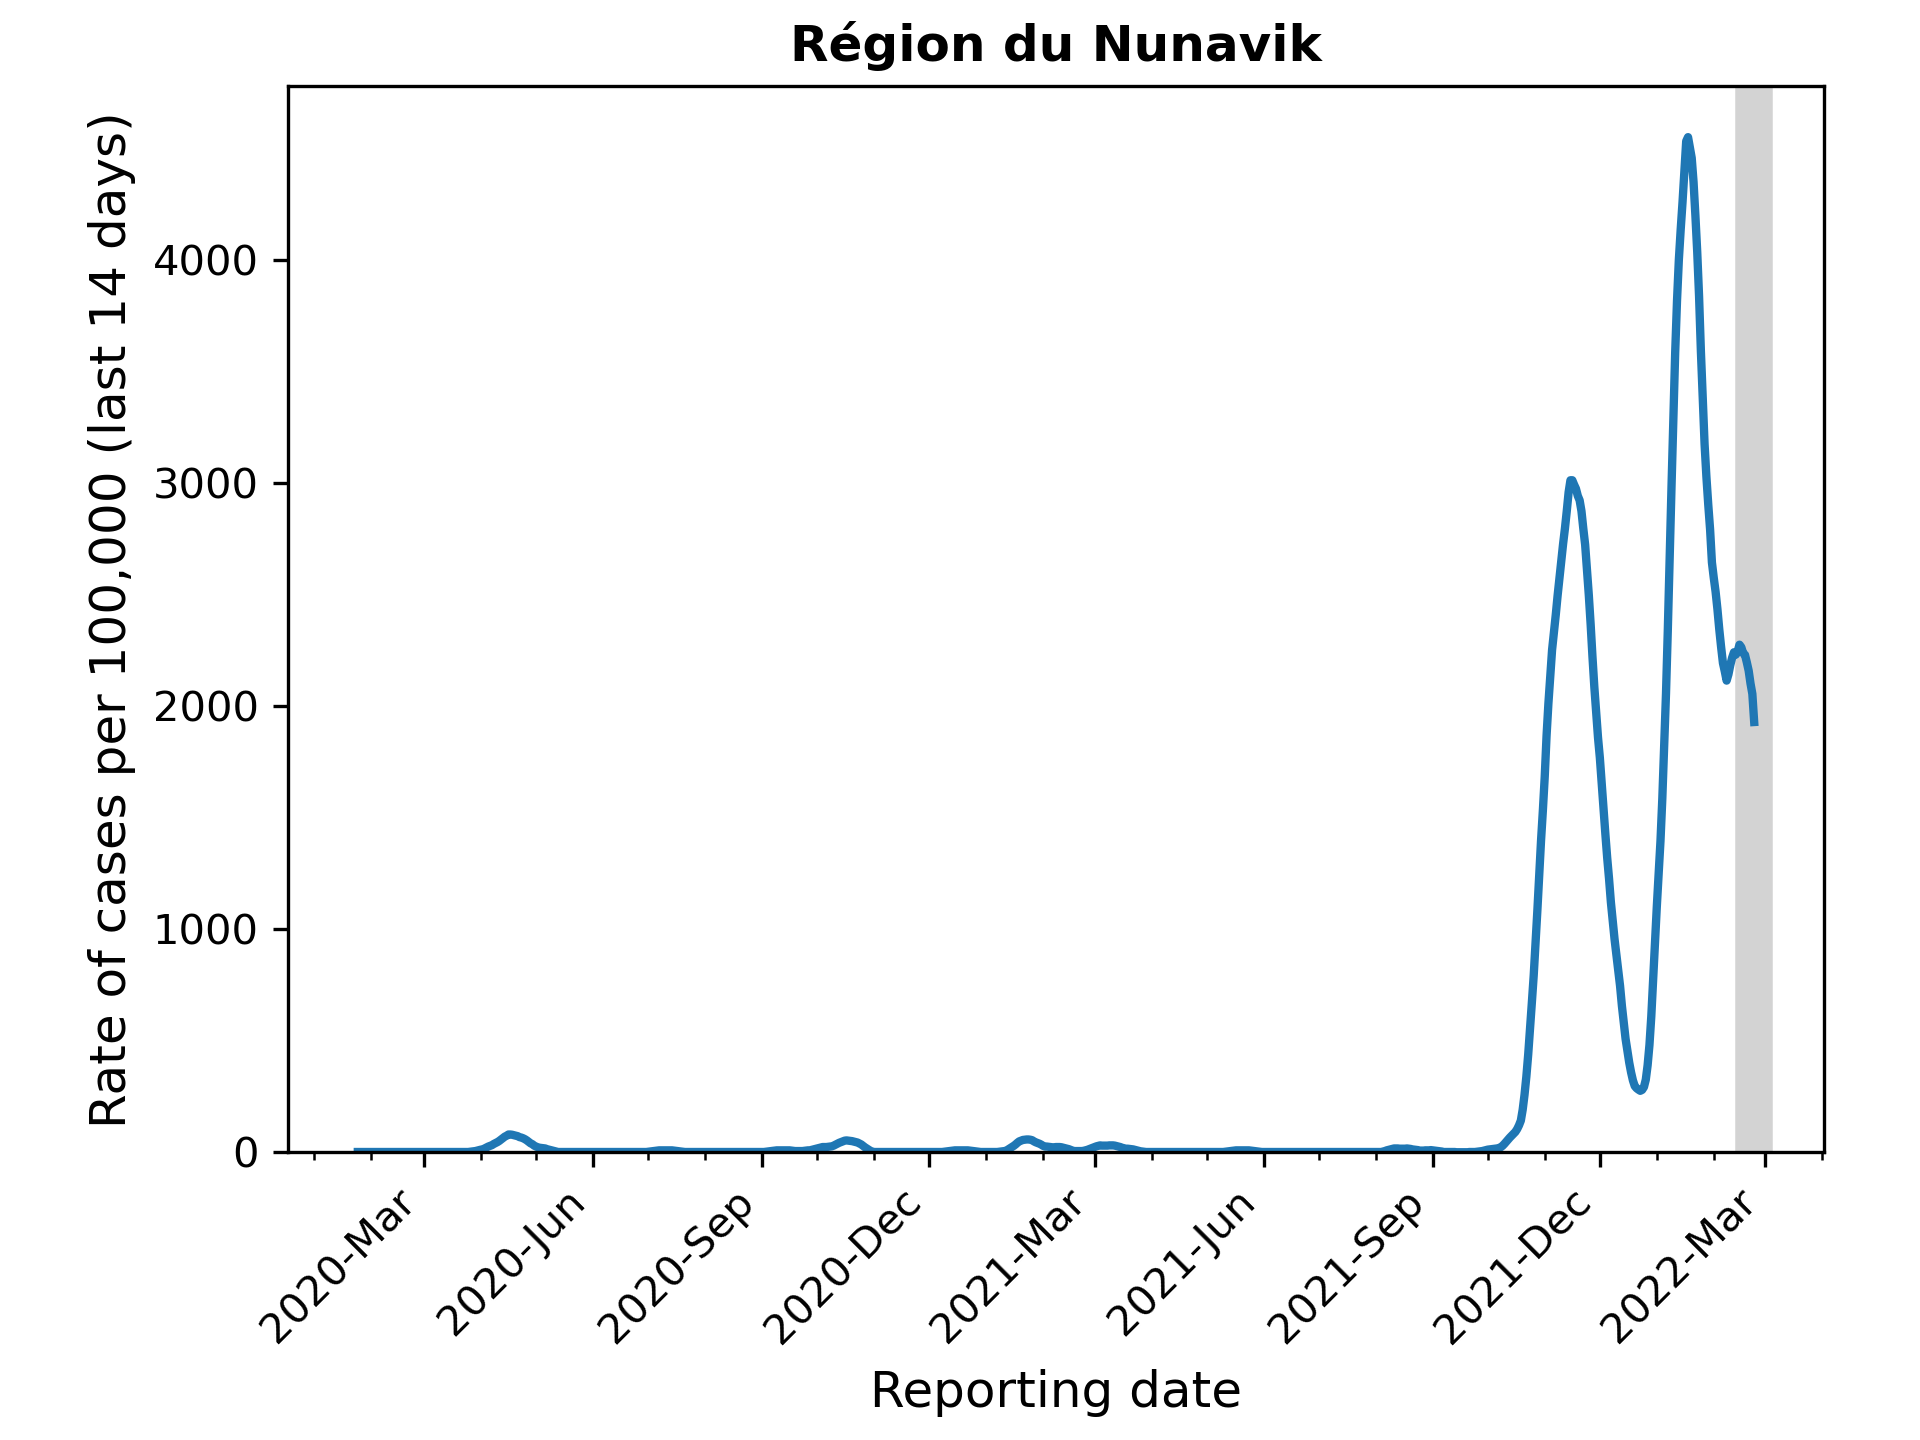 Région du Nunavik
Rate of cases per 100,000 (last 14 days)
4000
3000
2000
1000
0
2020-Mar
2020-Jun
2020-Sep
2020-Dec
2021-Mar
2021-Jun
2021-Sep
2021-Dec
2022-Mar
Reporting date